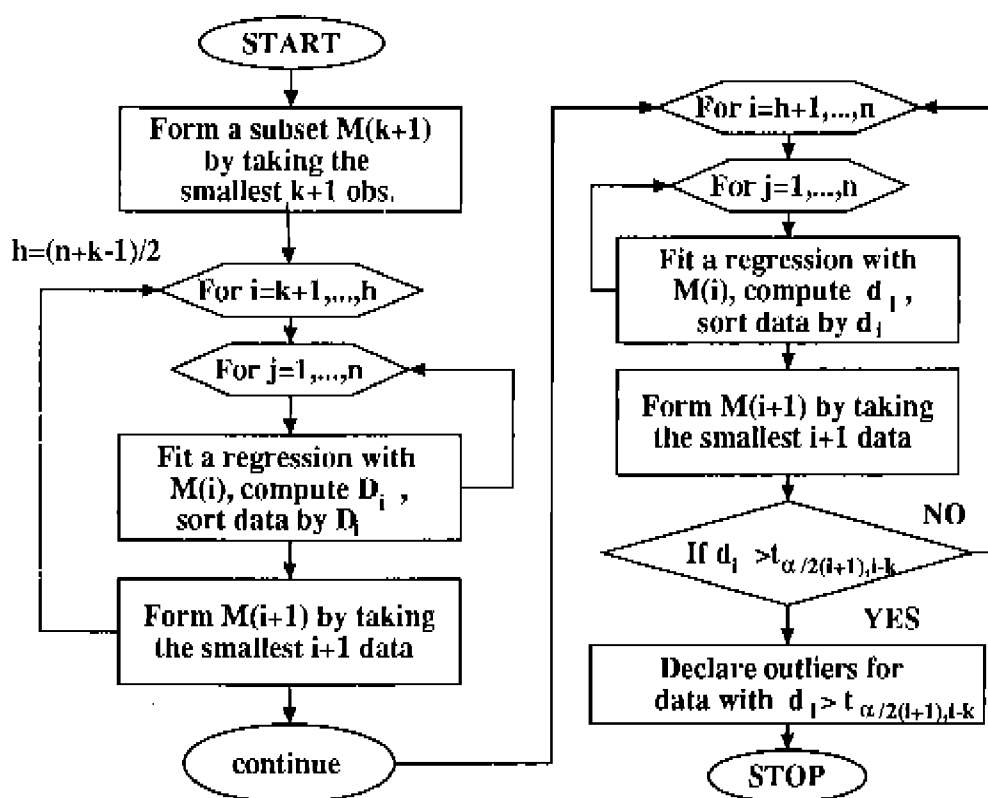 START
Form a subset M(k+1)
by taking the
smallest k+1 obs.
h=(n+k-1)/2
For i=k+1,...,h
For j=1,...,n
Fit a regression with
M(i), compute D_i ,
sort data by D_i
Form M(i+1) by taking
the smallest i+1 data
continue
For i=h+1,...,n
For j=1,...,n
Fit a regression with
M(i), compute d_i ,
sort data by d_i
Form M(i+1) by taking
the smallest i+1 data
NO
If d_i >t_α/2(i+1),i-k
YES
Declare outliers for
data with d_i> t_α/2(i+1),i-k
STOP